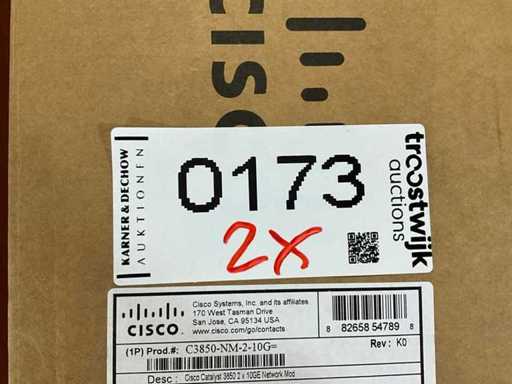 CISCO
KARNER & DECHOW
AUKTIONEN
0173
2X
troostwijk
auctions
CISCO
Cisco Systems, Inc. and its affiliates
170 West Tasman Drive
San Jose, CA 95134 USA
www.cisco.com/go/contacts
8 82658 54789 8
(1P) Prod.#: C3850-NM-2-10G=
Rev: K0
Desc : Cisco Catalyst 3850 2 x 10GE Network Mod